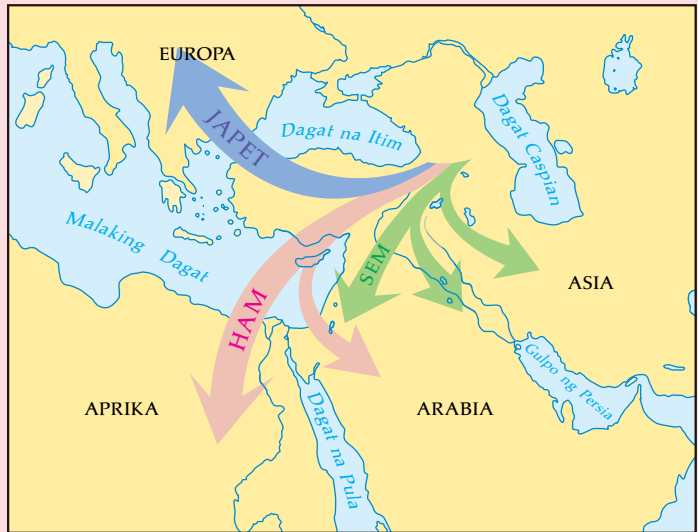 EUROPA
JAPET
Dagat na Itim
Dagat Caspian
Malaking Dagat
SEM
ASIA
HAM
Gulpo ng Persia
APRIKA
Dagat na Pula
ARABIA